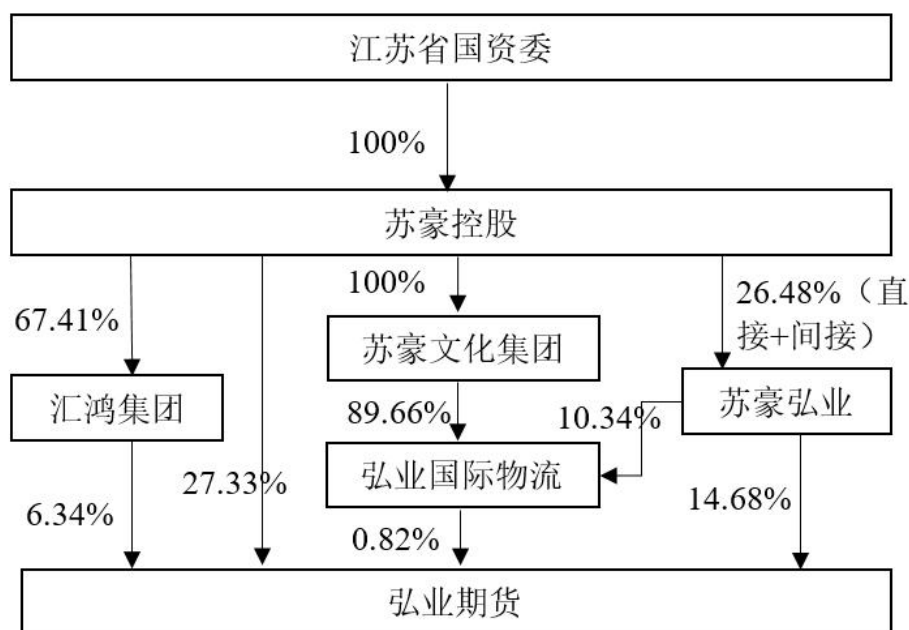 江苏省国资委
100%
苏豪控股
100%
67.41%
26.48%（直
接+间接）
苏豪文化集团
汇鸿集团
苏豪弘业
89.66%
10.34%
弘业国际物流
27.33%
6.34%
14.68%
0.82%
弘业期货